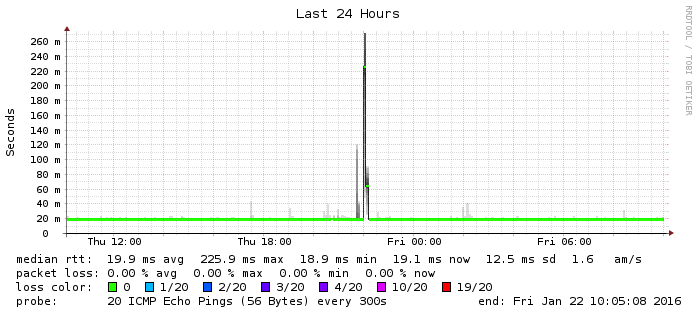 Last 24 Hours
RRDTOOL / TOBI OETIKER
Seconds
260 m
240 m
220 m
200 m
180 m
160 m
140 m
120 m
100 m
80 m
60 m
40 m
20 m
0
Thu 12:00 Thu 18:00 Fri 00:00 Fri 06:00
median rtt: 19.9 ms avg 225.9 ms max 18.9 ms min 19.1 ms now 12.5 ms sd 1.6 am/s
packet loss: 0.00 % avg 0.00 % max 0.00 % min 0.00 % now
loss color: 0 1/20 2/20 3/20 4/20 10/20 19/20
probe: 20 ICMP Echo Pings (56 Bytes) every 300s end: Fri Jan 22 10:05:08 2016